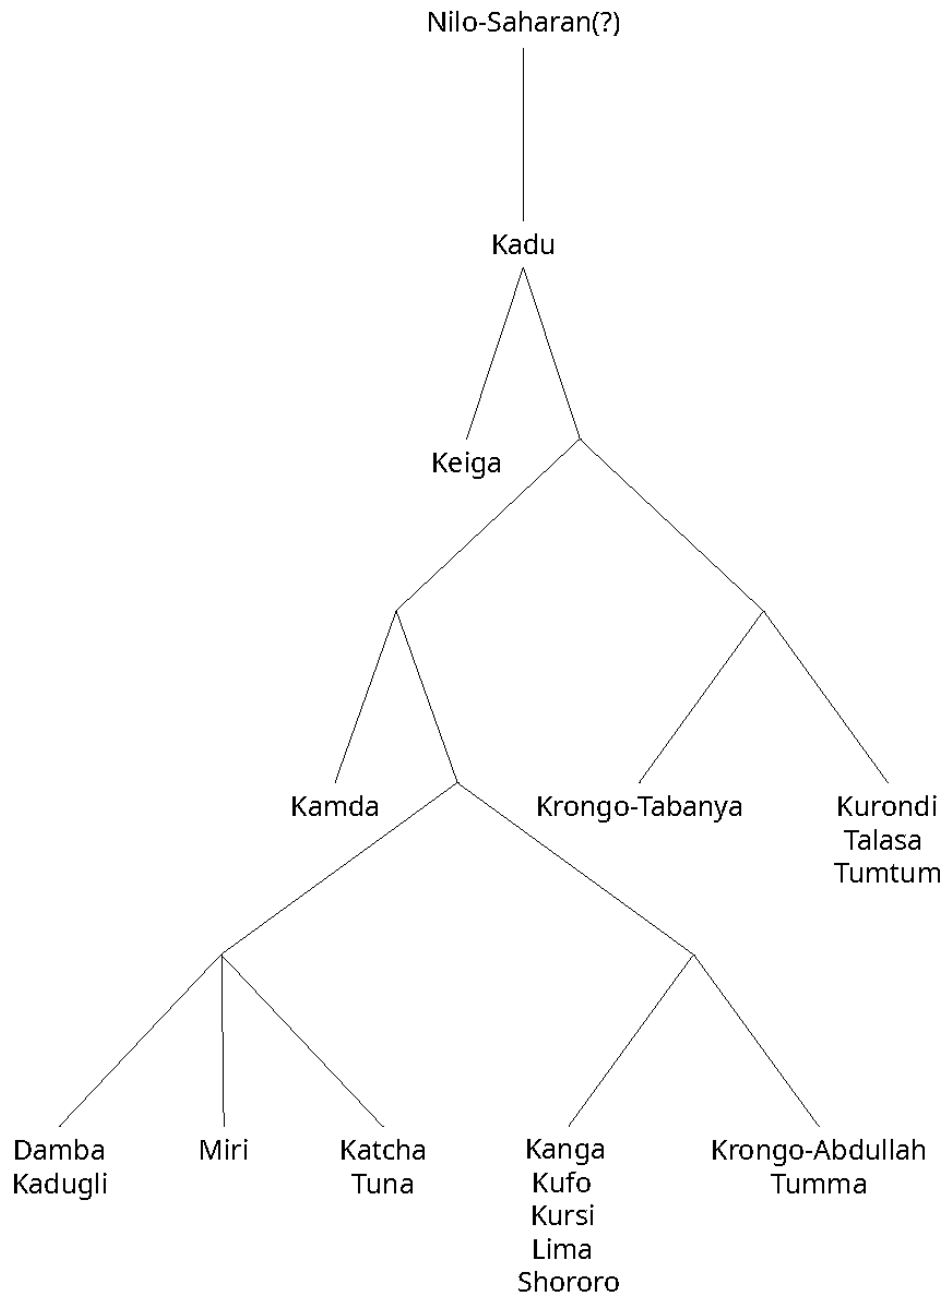 Nilo-Saharan(?)
Kadu
Keiga
Kamda
Krongo-Tabanya
Kurondi
Talasa
Tumtum
Damba
Kadugli
Miri
Katcha
Tuna
Kanga
Kufo
Kursi
Lima
Shororo
Krongo-Abdullah
Tumma